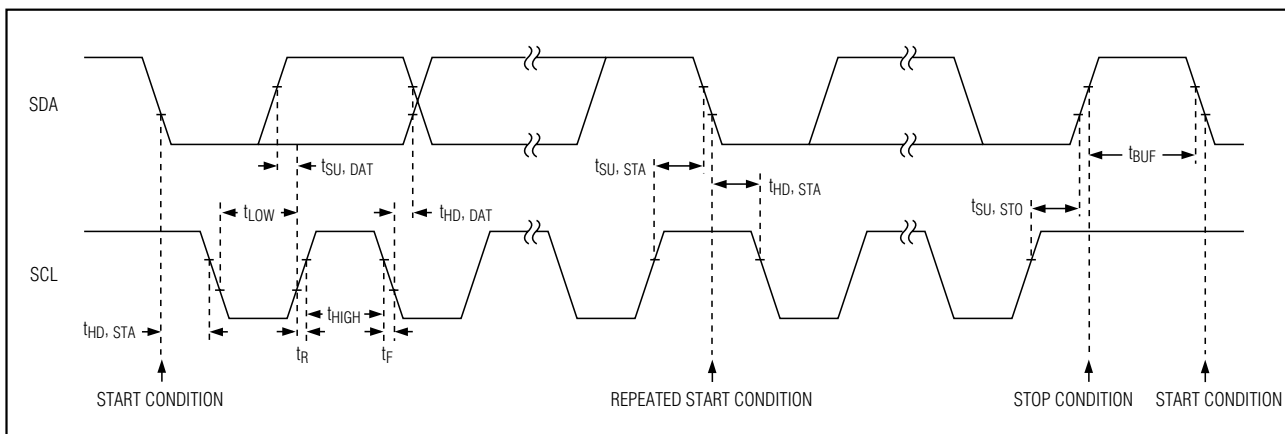 SDA
tSU, DAT
tSU, STA
tHD, STA
tBUF
tLOW
tHD, DAT
tSU, STO
SCL
tHD, STA
tR
tHIGH
tF
START CONDITION
REPEATED START CONDITION
STOP CONDITION
START CONDITION